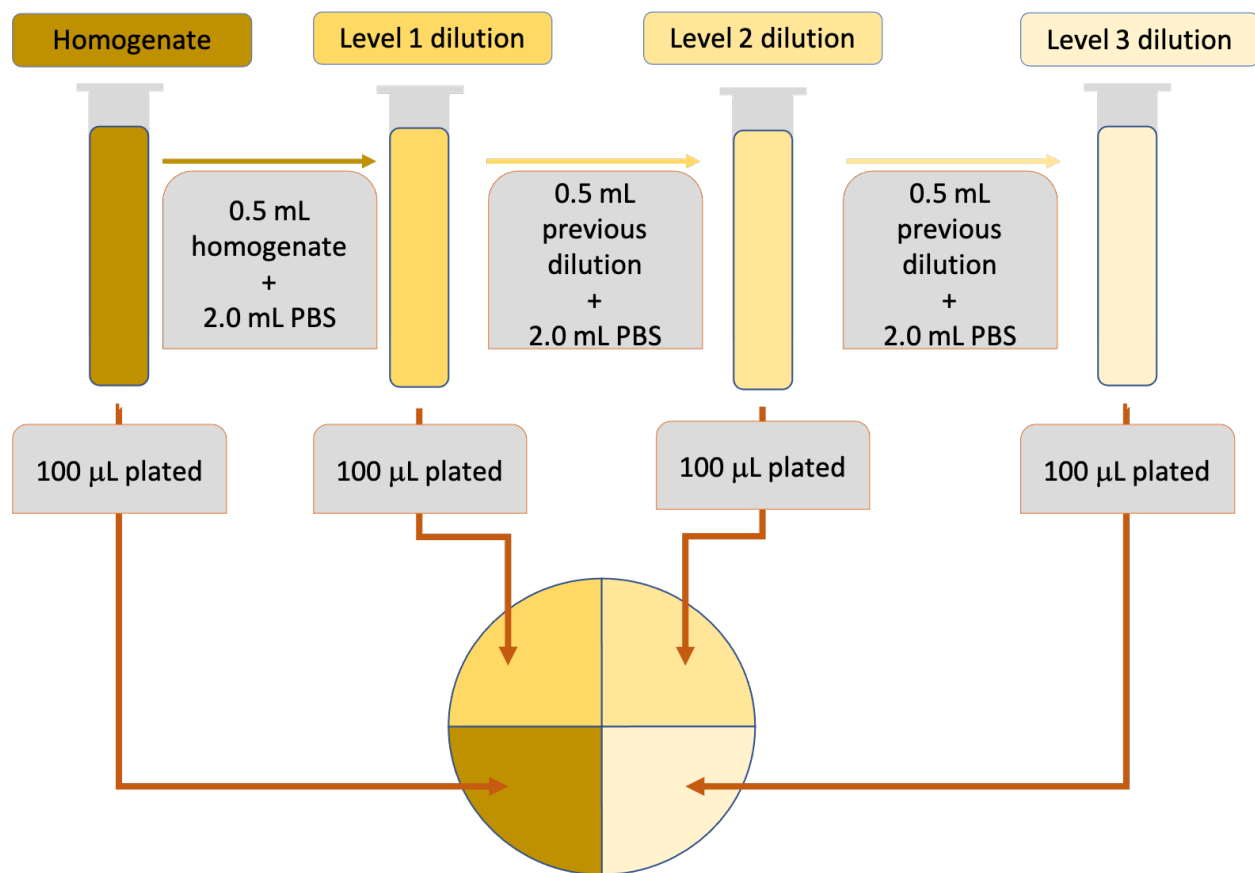 Homogenate
Level 1 dilution
Level 2 dilution
Level 3 dilution
0.5 mL
homogenate
+
2.0 mL PBS
0.5 mL
previous
dilution
+
2.0 mL PBS
0.5 mL
previous
dilution
+
2.0 mL PBS
100 μL plated
100 μL plated
100 μL plated
100 μL plated